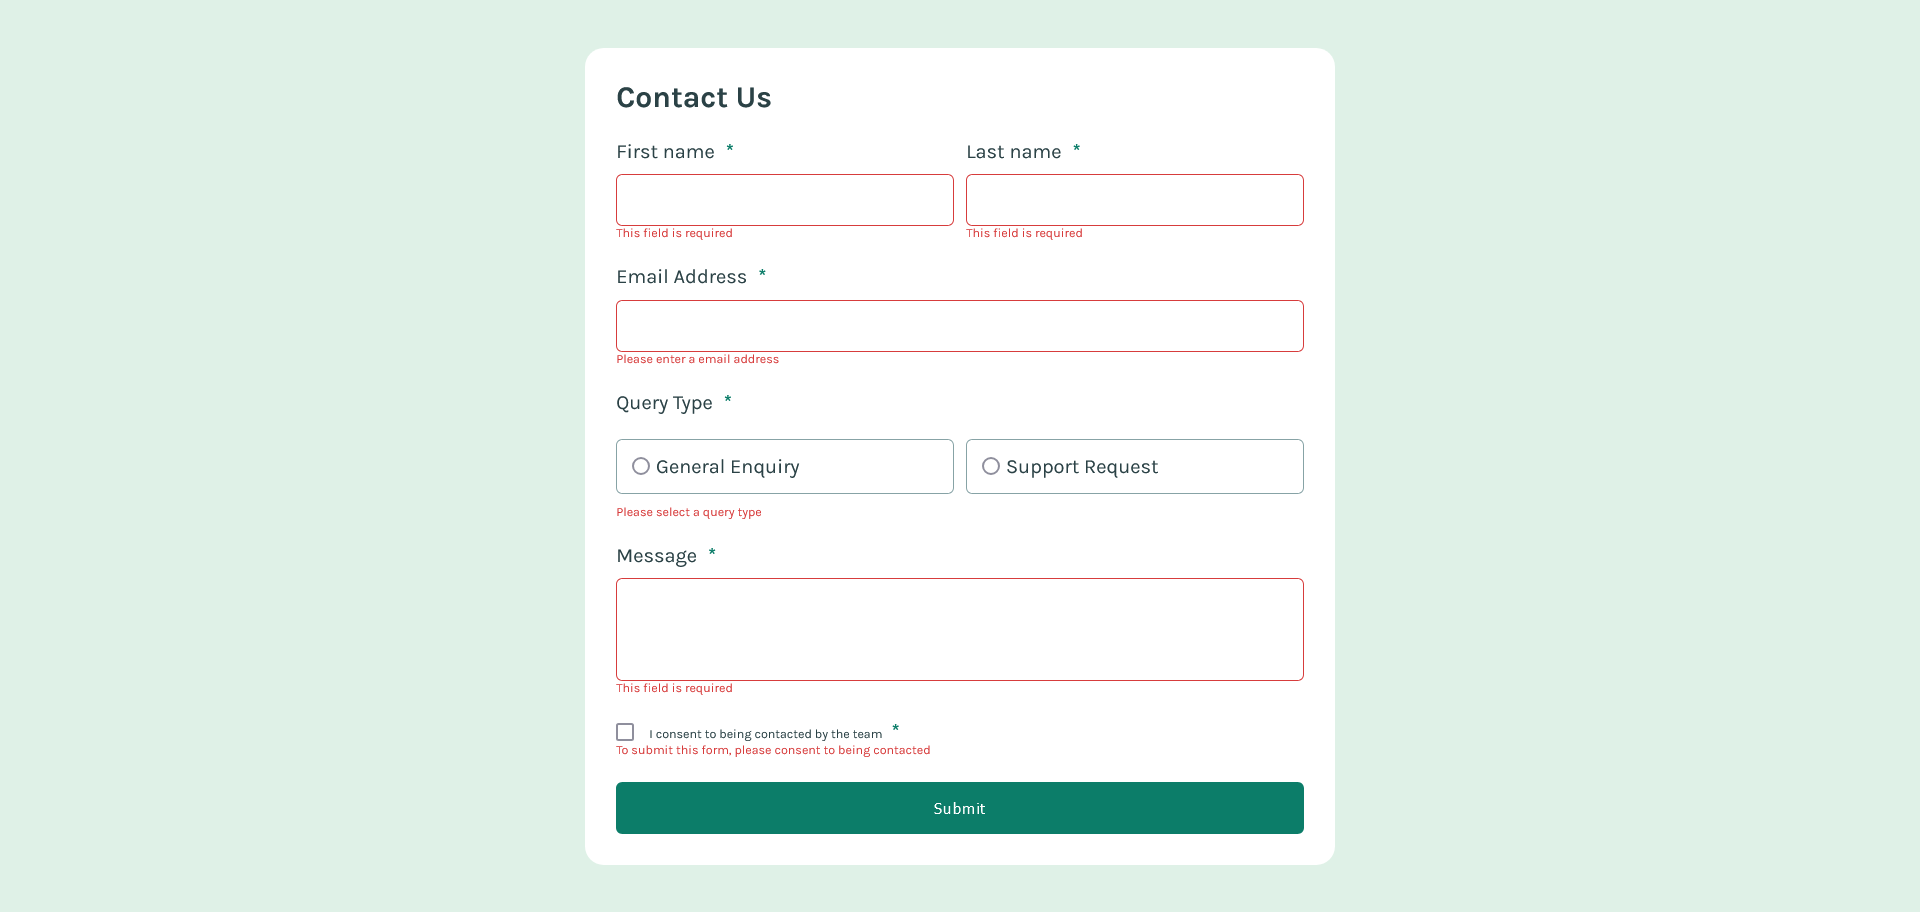 Contact Us
First name *
Last name *
This field is required
This field is required
Email Address *
Please enter a email address
Query Type *
General Enquiry
Support Request
Please select a query type
Message *
This field is required
I consent to being contacted by the team *
To submit this form, please consent to being contacted
Submit